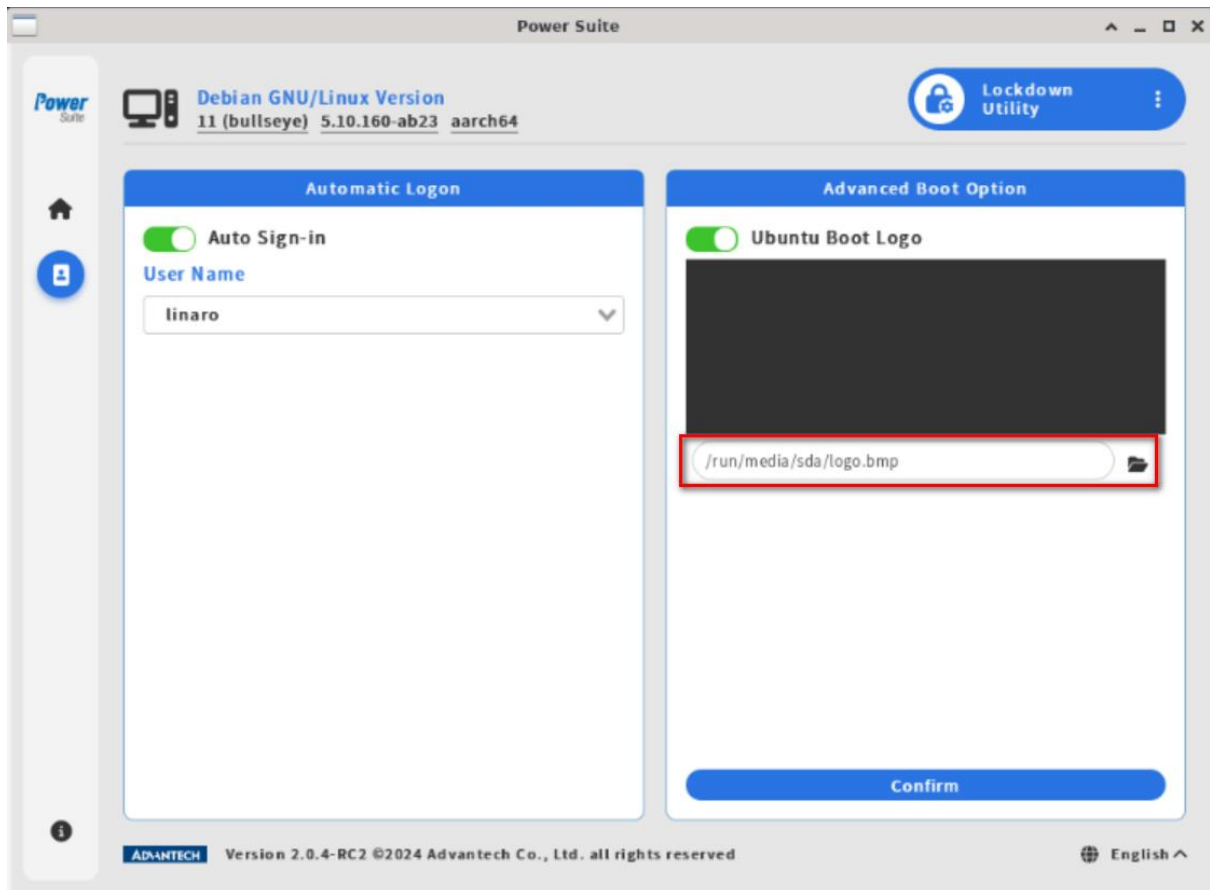 Power Suite
Power
Suite
Debian GNU/Linux Version
11 (bullseye) 5.10.160-ab23 aarch64
Lockdown
Utility
Automatic Logon
Auto Sign-in
User Name
linaro
Advanced Boot Option
Ubuntu Boot Logo
/run/media/sda/logo.bmp
Confirm
ADVANTECH Version 2.0.4-RC2 ©2024 Advantech Co., Ltd. all rights reserved
English